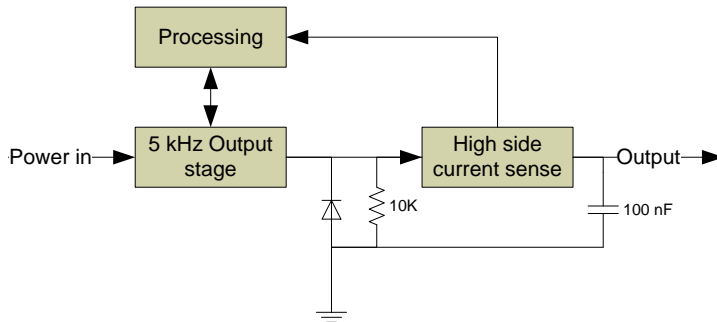 Processing
Power in
5 kHz Output
stage
High side
current sense
Output
10K
100 nF